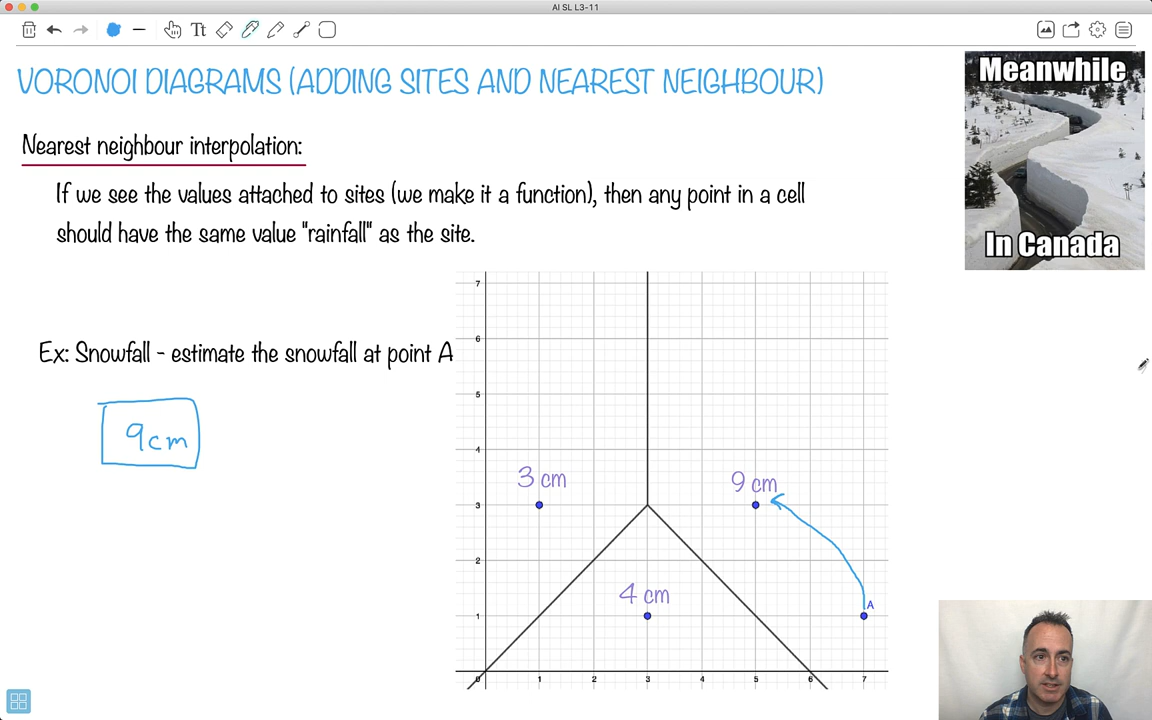 AI SL L3-11
Tt
VORONOI DIAGRAMS (ADDING SITES AND NEAREST NEIGHBOUR)
Meanwhile
In Canada
Nearest neighbour interpolation:
If we see the values attached to sites (we make it a function), then any point in a cell
should have the same value "rainfall" as the site.
Ex: Snowfall - estimate the snowfall at point A
9cm
7
6
5
4
3
2
1
3 cm
9 cm
4 cm
A
0 1 2 3 4 5 6 7